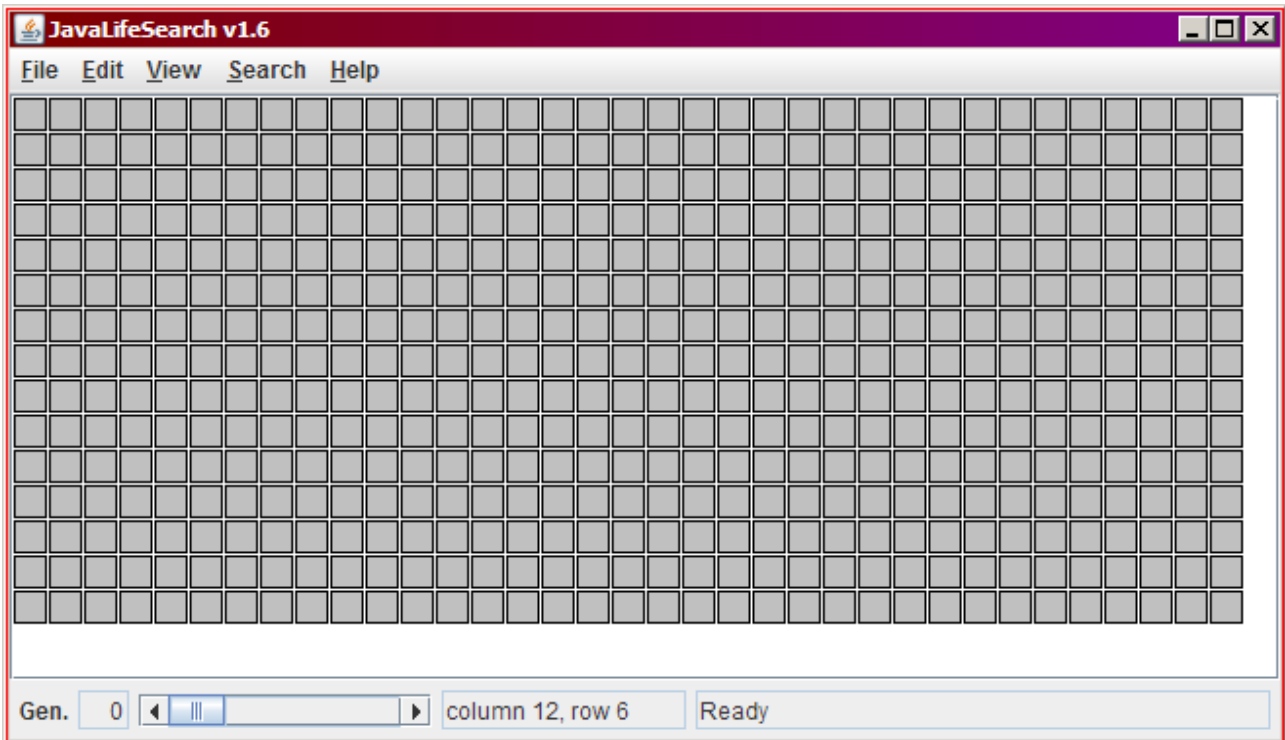 JavaLifeSearch v1.6
File Edit View Search Help
Gen. 0 column 12, row 6 Ready